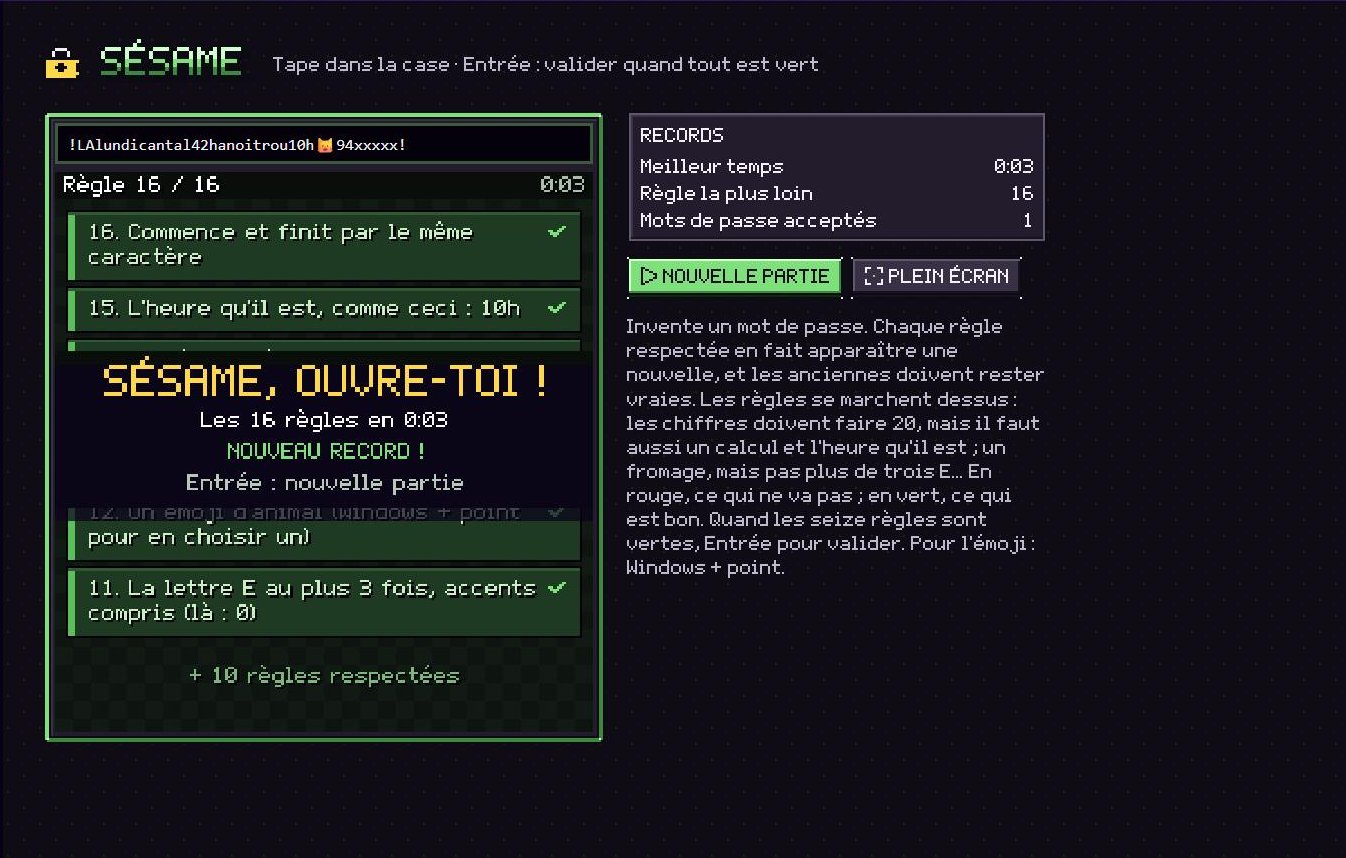 SÉSAME
Tape dans la case · Entrée : valider quand tout est vert
!LAlundicantal42hanoitrou10h🐱94xxxxx!
Règle 16 / 16 0:03
16. Commence et finit par le même
caractère
15. L'heure qu'il est, comme ceci : 10h
SÉSAME, OUVRE-TOI !
Les 16 règles en 0:03
NOUVEAU RECORD !
Entrée : nouvelle partie
12. Un émoji d'animal (Windows + point
pour en choisir un)
11. La lettre E au plus 3 fois, accents
compris (là : 0)
+ 10 règles respectées
RECORDS
Meilleur temps 0:03
Règle la plus loin 16
Mots de passe acceptés 1
NOUVELLE PARTIE
PLEIN ÉCRAN
Invente un mot de passe. Chaque règle
respectée en fait apparaître une
nouvelle, et les anciennes doivent rester
vraies. Les règles se marchent dessus :
les chiffres doivent faire 20, mais il faut
aussi un calcul et l'heure qu'il est ; un
fromage, mais pas plus de trois E... En
rouge, ce qui ne va pas ; en vert, ce qui
est bon. Quand les seize règles sont
vertes, Entrée pour valider. Pour l'émoji :
Windows + point.